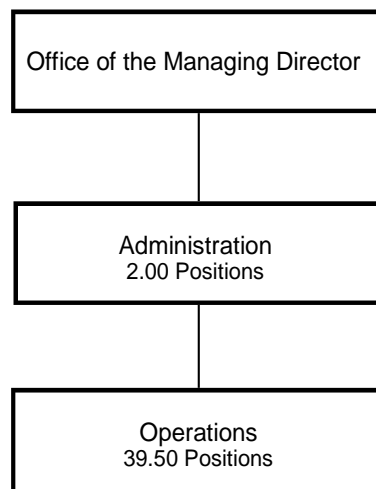 Office of the Managing Director
Administration
2.00 Positions
Operations
39.50 Positions